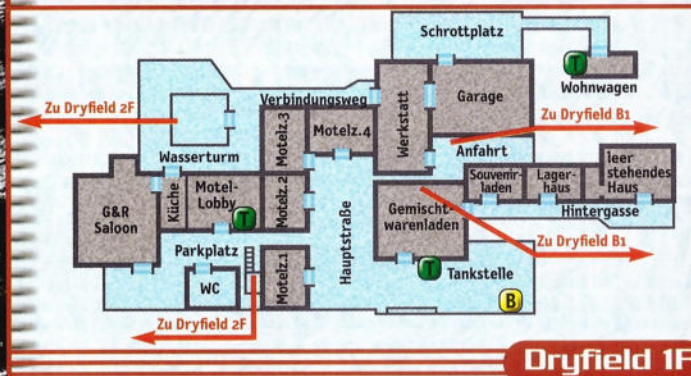 Schrottplatz
T
Wohnwagen
Zu Dryfield 2F
Verbindungsweg
Garage
Zu Dryfield B1
Werkstatt
Motelz.3
Motelz.4
Wasserturm
Anfahrt
Souvenir-
laden
Lager-
haus
leer
stehendes
Haus
G&R
Saloon
Küche
Motel-
Lobby
T
Motelz.2
Hauptstraße
Gemischt-
warenladen
Hintergasse
Zu Dryfield B1
Parkplatz
WC
Motelz.1
T
Tankstelle
B
Zu Dryfield 2F
Dryfield 1F